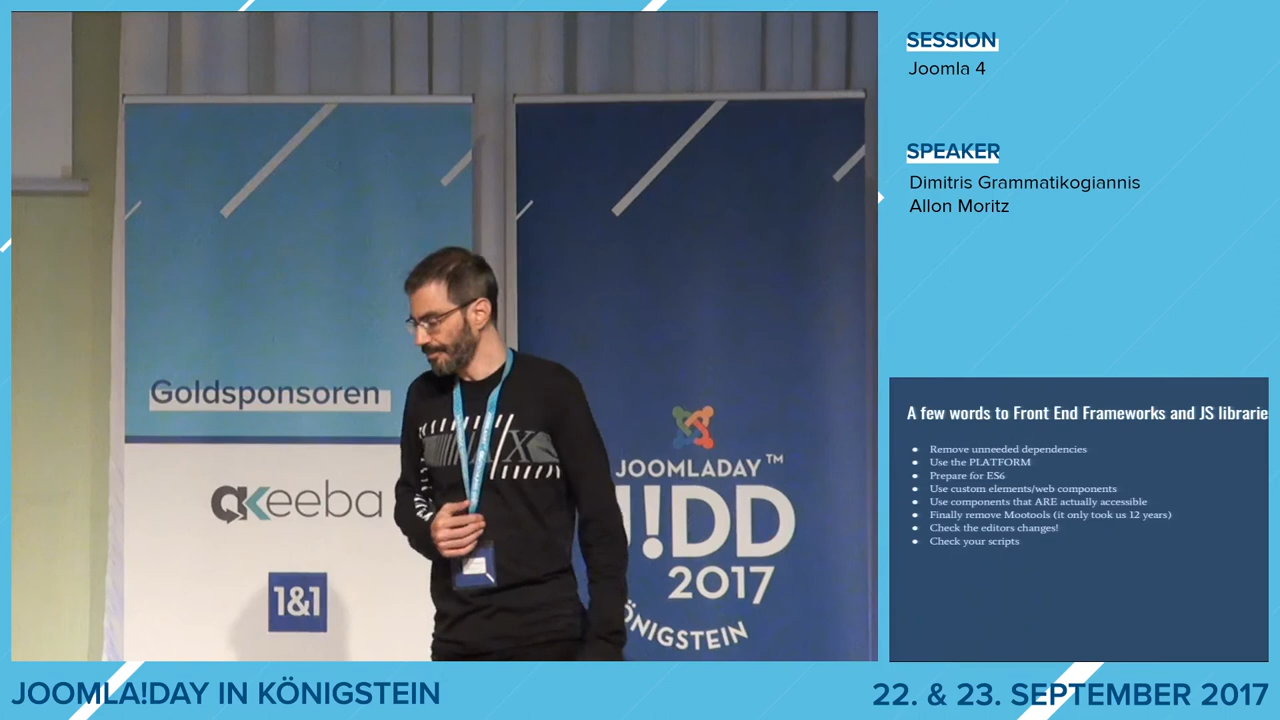 SESSION
Joomla 4
SPEAKER
Dimitris Grammatikogiannis
Allon Moritz
Goldsponsoren
akeeba
1&1
JOOMLADAY™
J!DD
2017
KÖNIGSTEIN
X
A few words to Front End Frameworks and JS librarie
Remove unneeded dependencies
Use the PLATFORM
Prepare for ES6
Use custom elements/web components
Use components that ARE actually accessible
Finally remove Mootools (it only took us 12 years)
Check the editors changes!
Check your scripts
JOOMLA!DAY IN KÖNIGSTEIN
22. & 23. SEPTEMBER 2017